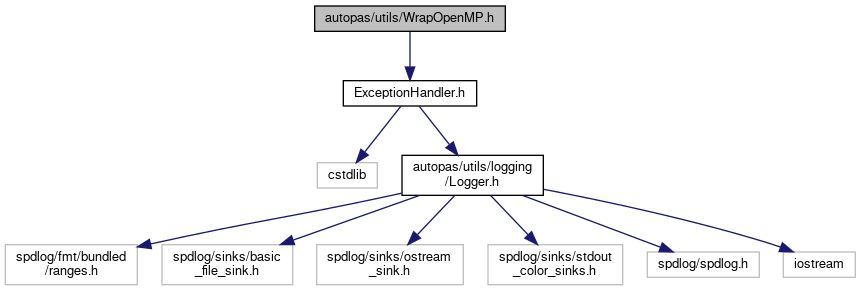 autopas/utils/WrapOpenMP.h
ExceptionHandler.h
cstdlib
autopas/utils/logging
/Logger.h
spdlog/fmt/bundled
/ranges.h
spdlog/sinks/basic
_file_sink.h
spdlog/sinks/ostream
_sink.h
spdlog/sinks/stdout
_color_sinks.h
spdlog/spdlog.h
iostream